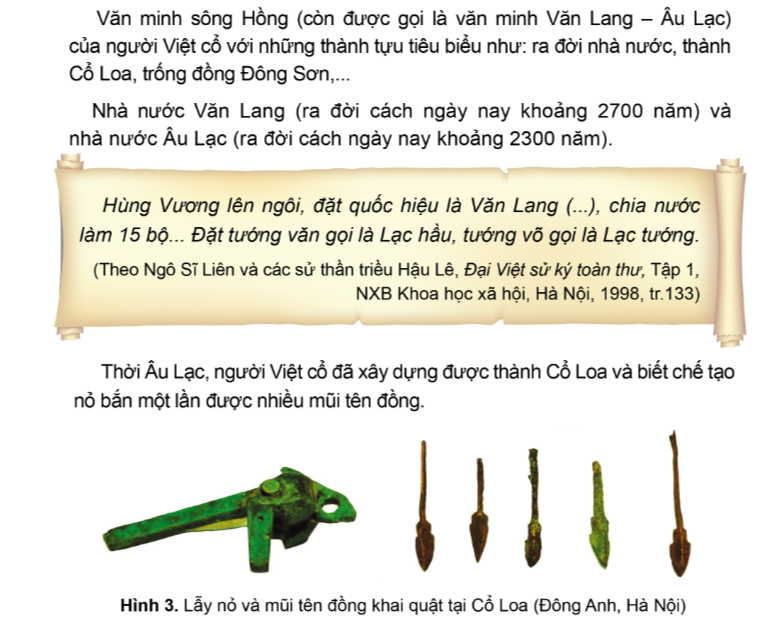 Văn minh sông Hồng (còn được gọi là văn minh Văn Lang – Âu Lạc)
của người Việt cổ với những thành tựu tiêu biểu như: ra đời nhà nước, thành
Cổ Loa, trống đồng Đông Sơn,...
Nhà nước Văn Lang (ra đời cách ngày nay khoảng 2700 năm) và
nhà nước Âu Lạc (ra đời cách ngày nay khoảng 2300 năm).
Hùng Vương lên ngôi, đặt quốc hiệu là Văn Lang (...), chia nước
làm 15 bộ... Đặt tướng văn gọi là Lạc hầu, tướng võ gọi là Lạc tướng.
(Theo Ngô Sĩ Liên và các sử thần triều Hậu Lê, Đại Việt sử ký toàn thư, Tập 1,
NXB Khoa học xã hội, Hà Nội, 1998, tr.133)
Thời Âu Lạc, người Việt cổ đã xây dựng được thành Cổ Loa và biết chế tạo
nỏ bắn một lần được nhiều mũi tên đồng.
Hình 3. Lẫy nỏ và mũi tên đồng khai quật tại Cổ Loa (Đông Anh, Hà Nội)